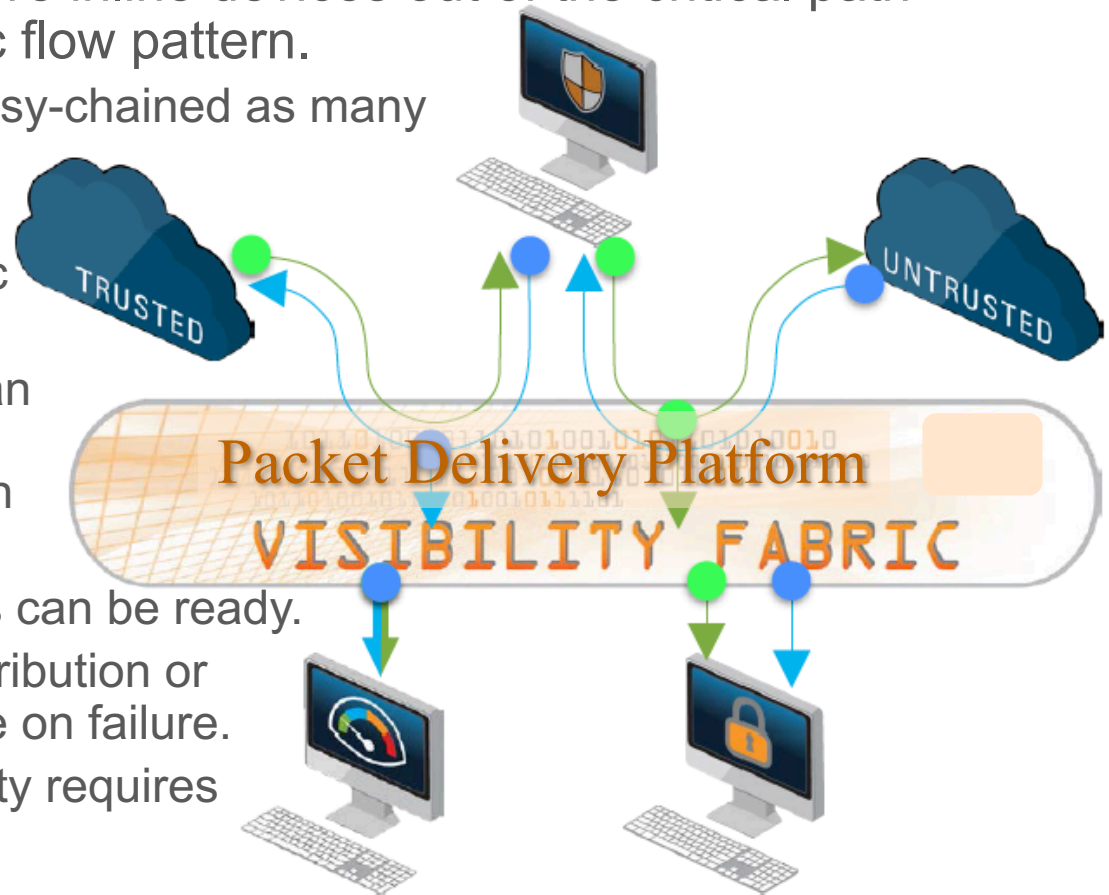 c flow pattern.
sy-chained as many
TRUSTED
UNTRUSTED
c
an
Packet Delivery Platform
n
VISIBILITY FABRIC
s can be ready.
ribution or
e on failure.
ty requires